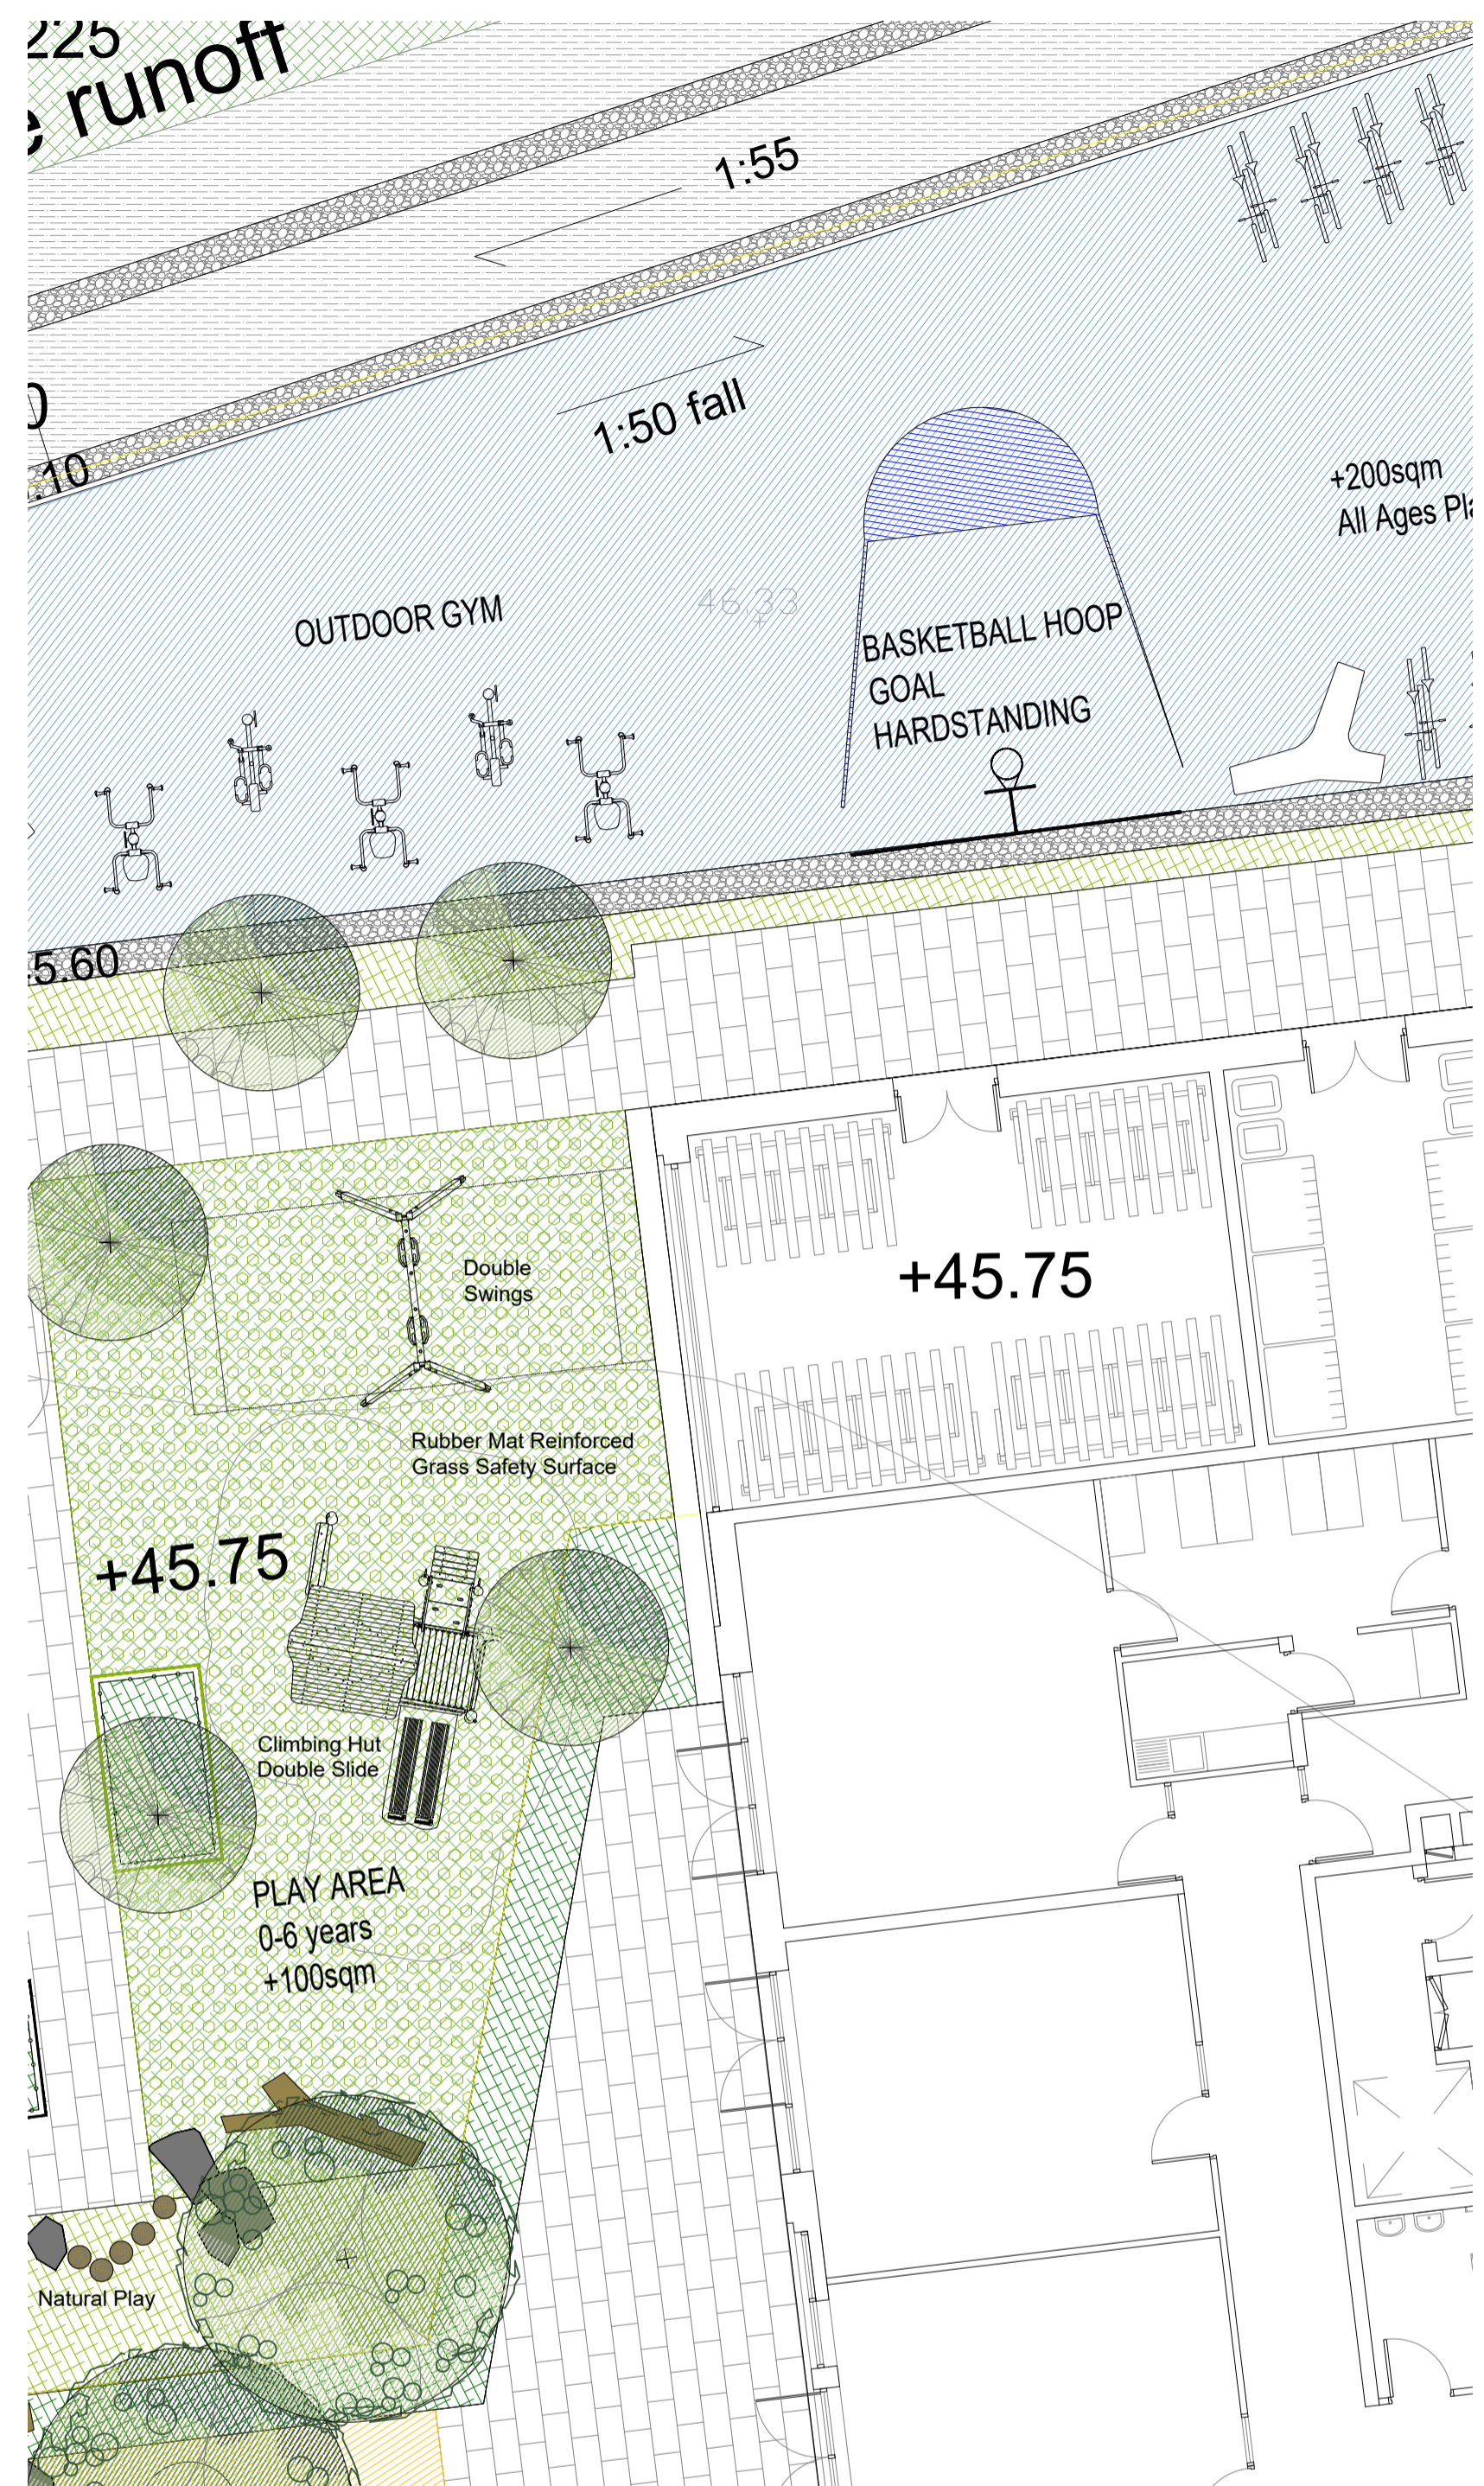 225
runoff
1:55
1:50 fall
.10
+200sqm
All Ages
OUTDOOR GYM
BASKETBALL HOOP
GOAL
HARDSTANDING
5.60
Double
Swings
+45.75
Rubber Mat Reinforced
Grass Safety Surface
+45.75
Climbing Hut
Double Slide
PLAY AREA
0-6 years
+100sqm
Natural Play